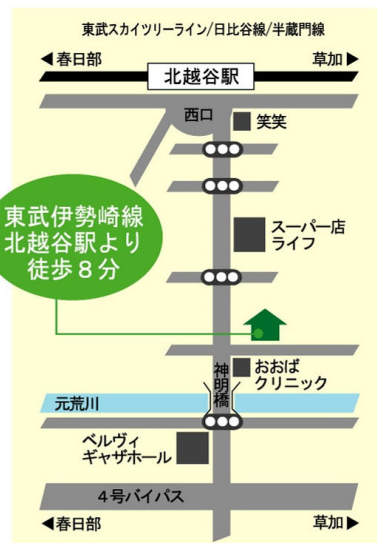 東武スカイツリーライン/日比谷線/半蔵門線
◀春日部
草加▶
北越谷駅
西口
笑笑
東武伊勢崎線
北越谷駅より
徒歩8分
スーパー店
ライフ
神明橋
おおば
クリニック
元荒川
ベルヴィ
ギャザホール
4号バイパス
◀春日部
草加▶